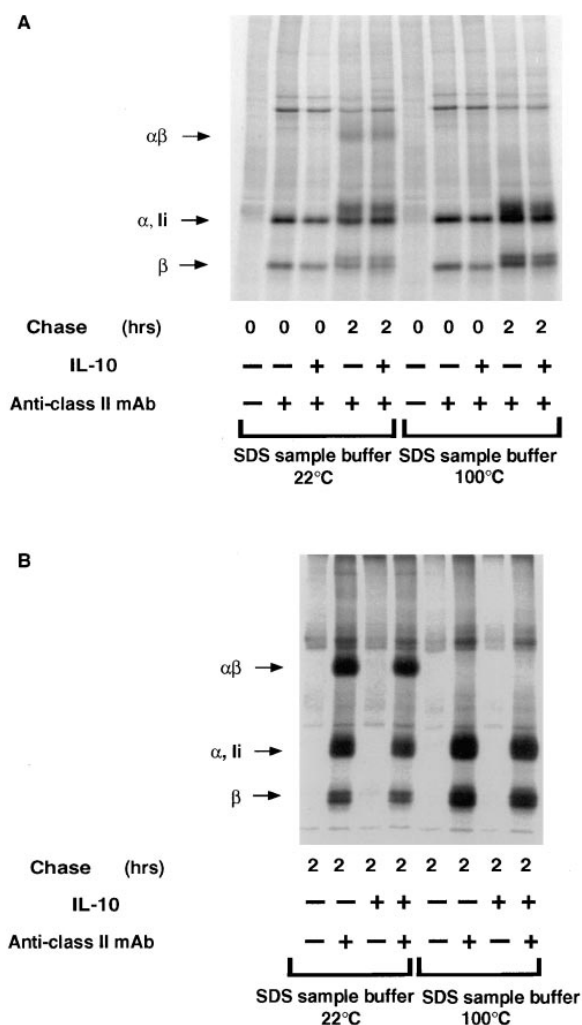 A
αβ
α, Ii
β
Chase (hrs) 0 0 0 2 2 0 0 0 2 2
IL-10 − − + − + − − + − +
Anti-class II mAb − + + + + − + + + +
SDS sample buffer SDS sample buffer
22°C 100°C
B
αβ
α, Ii
β
Chase (hrs) 2 2 2 2 2 2 2 2
IL-10 − − + + − − + +
Anti-class II mAb − + − + − + − +
SDS sample buffer SDS sample buffer
22°C 100°C